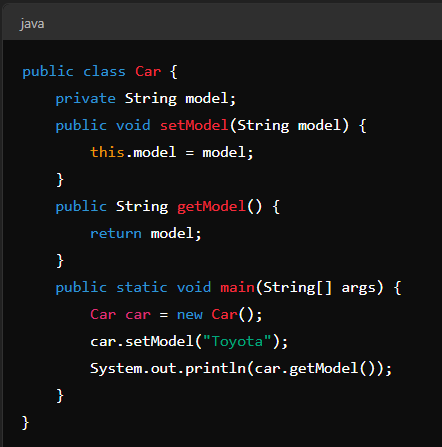 java
public class Car {
    private String model;
    public void setModel(String model) {
        this.model = model;
    }
    public String getModel() {
        return model;
    }
    public static void main(String[] args) {
        Car car = new Car();
        car.setModel("Toyota");
        System.out.println(car.getModel());
    }
}